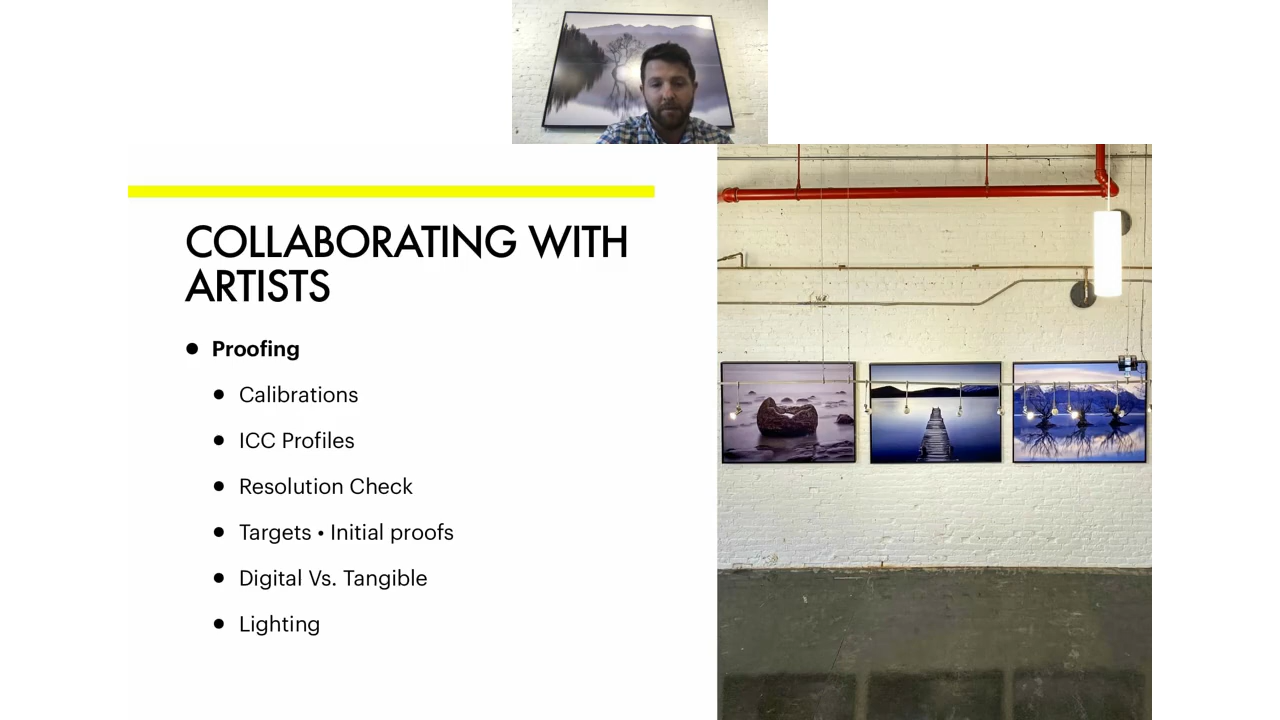 COLLABORATING WITH
ARTISTS
• Proofing
• Calibrations
• ICC Profiles
• Resolution Check
• Targets • Initial proofs
• Digital Vs. Tangible
• Lighting